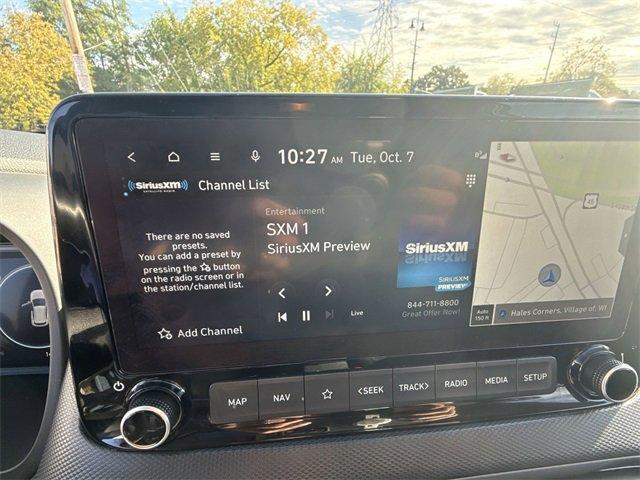 10:27 AM Tue, Oct. 7
SiriusXM
SATELLITE RADIO
Channel List
There are no saved
presets.
You can add a preset by
pressing the button
on the radio screen or in
the station/channel list.
Add Channel
Entertainment
SXM 1
SiriusXM Preview
Live
SiriusXM
SiriusXM
PREVIEW
844-711-8800
Great Offer Now!
45
Auto
150 ft
Hales Corners, Village of, WI
MAP
NAV
<SEEK
TRACK>
RADIO
MEDIA
SETUP